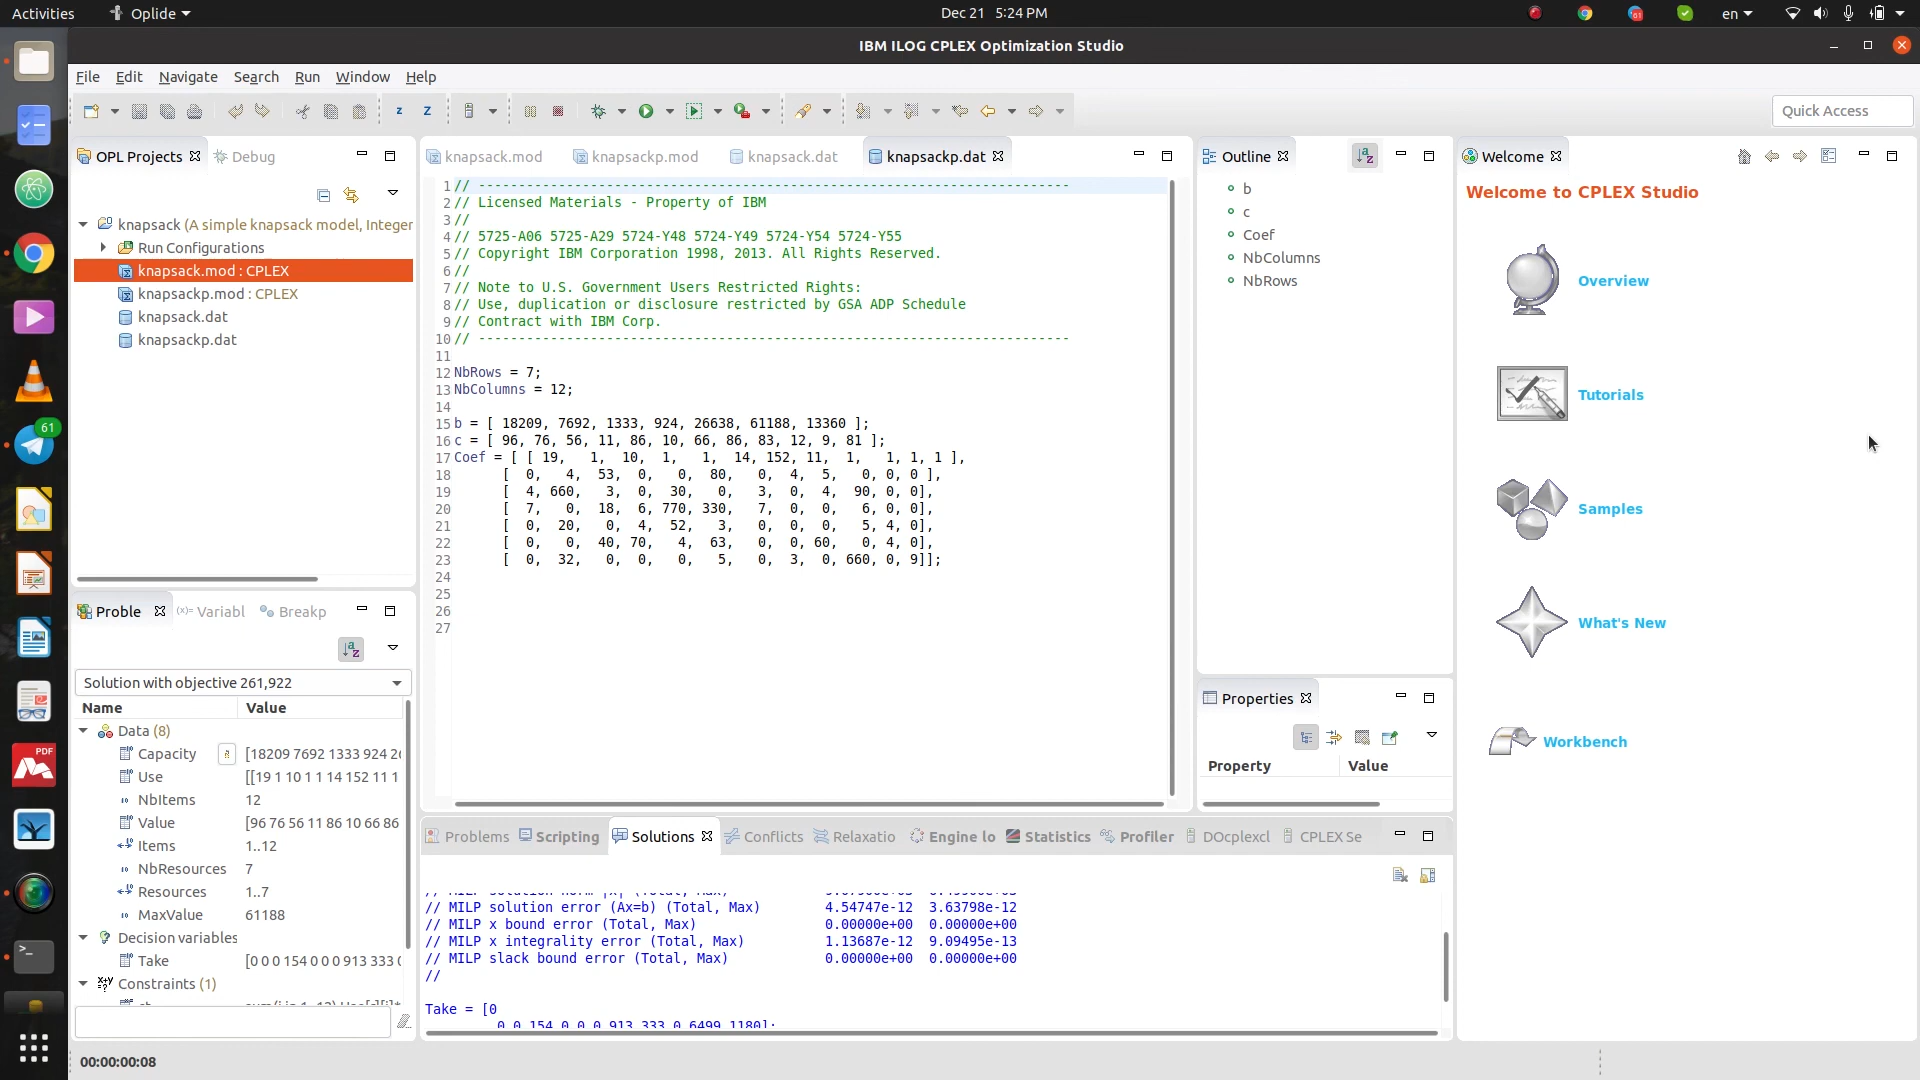 Activities
Oplide
Dec 21 5:24 PM
61
en
IBM ILOG CPLEX Optimization Studio
File Edit Navigate Search Run Window Help
Quick Access
OPL Projects
Debug
knapsack (A simple knapsack model, Integer
Run Configurations
knapsack.mod : CPLEX
knapsackp.mod : CPLEX
knapsack.dat
knapsackp.dat
knapsack.mod
knapsackp.mod
knapsack.dat
knapsackp.dat
1 // --------------------------------------------------------------------------
2 // Licensed Materials - Property of IBM
3 //
4 // 5725-A06 5725-A29 5724-Y48 5724-Y49 5724-Y54 5724-Y55
5 // Copyright IBM Corporation 1998, 2013. All Rights Reserved.
6 //
7 // Note to U.S. Government Users Restricted Rights:
8 // Use, duplication or disclosure restricted by GSA ADP Schedule
9 // Contract with IBM Corp.
10 // --------------------------------------------------------------------------
11
12 NbRows = 7;
13 NbColumns = 12;
14
15 b = [ 18209, 7692, 1333, 924, 26638, 61188, 13360 ];
16 c = [ 96, 76, 56, 11, 86, 10, 66, 86, 83, 12, 9, 81 ];
17 Coef = [ [ 19, 1, 10, 1, 1, 14, 152, 11, 1, 1, 1, 1 ],
18 [ 0, 4, 53, 0, 0, 80, 0, 4, 5, 0, 0, 0 ],
19 [ 4, 660, 3, 0, 30, 0, 3, 0, 4, 90, 0, 0],
20 [ 7, 0, 18, 6, 770, 330, 7, 0, 0, 6, 0, 0],
21 [ 0, 20, 0, 4, 52, 3, 0, 0, 0, 5, 4, 0],
22 [ 0, 0, 40, 70, 4, 63, 0, 0, 60, 0, 4, 0],
23 [ 0, 32, 0, 0, 0, 5, 0, 3, 0, 660, 0, 9]];
24
25
26
27
Outline
b
c
Coef
NbColumns
NbRows
Properties
Property Value
Welcome
Welcome to CPLEX Studio
Overview
Tutorials
Samples
What's New
Workbench
61
PDF
Proble
(x)= Variabl
Breakp
Solution with objective 261,922
Name Value
Data (8)
Capacity [18209 7692 1333 924 26
Use [[19 1 10 1 1 14 152 11 1
NbItems 12
Value [96 76 56 11 86 10 66 86
Items 1..12
NbResources 7
Resources 1..7
MaxValue 61188
Decision variables
Take [0 0 0 154 0 0 0 913 333 0
Constraints (1)
Problems
Scripting
Solutions
Conflicts
Relaxatio
Engine lo
Statistics
Profiler
DOcplexcl
CPLEX Se
// MILP solution error (Ax=b) (Total, Max) 4.54747e-12 3.63798e-12
// MILP x bound error (Total, Max) 0.00000e+00 0.00000e+00
// MILP x integrality error (Total, Max) 1.13687e-12 9.09495e-13
// MILP slack bound error (Total, Max) 0.00000e+00 0.00000e+00
//
Take = [0
0 0 154 0 0 0 913 333 0 6499 1180];
00:00:00:08